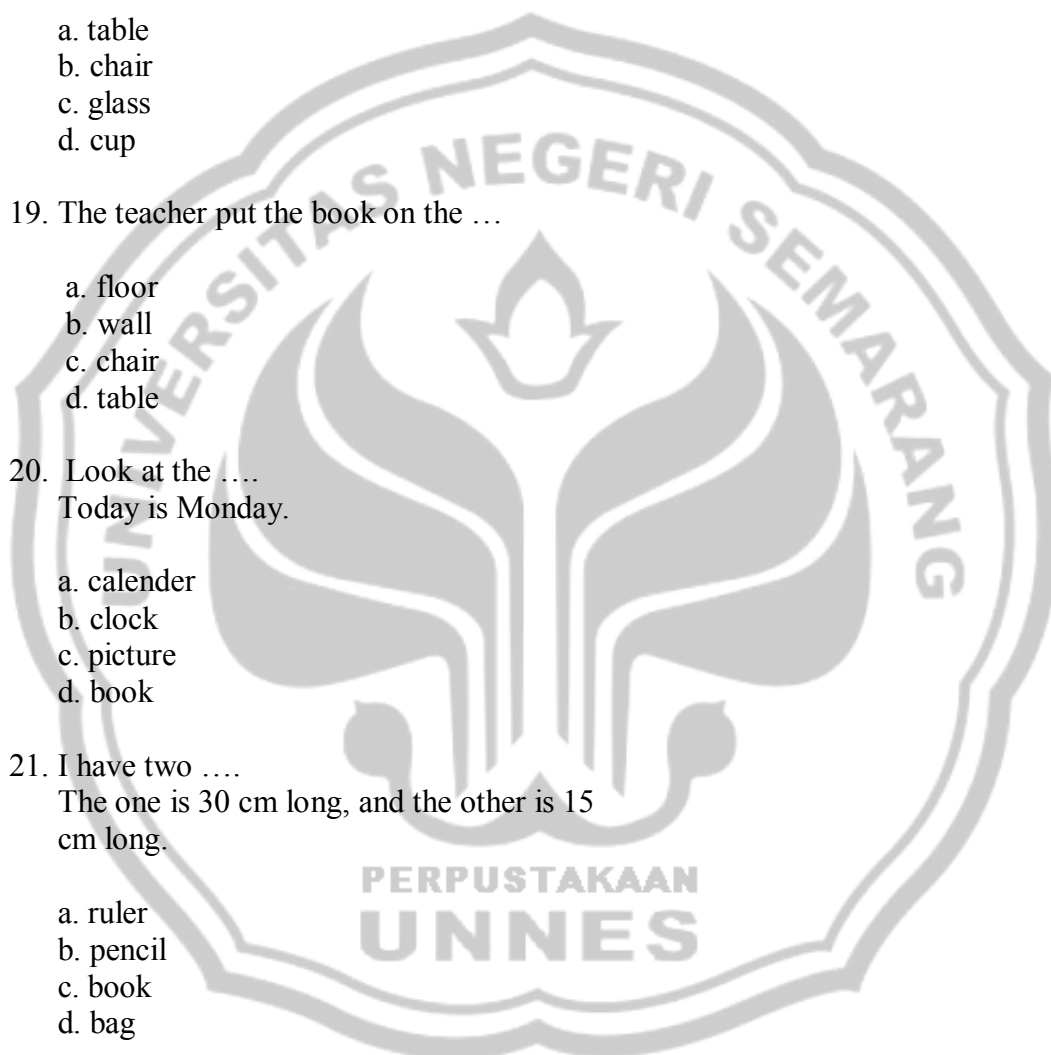 a. table
b. chair
c. glass
d. cup
19. The teacher put the book on the …
a. floor
b. wall
c. chair
d. table
20. Look at the ….
Today is Monday.
a. calender
b. clock
c. picture
d. book
21. I have two ….
The one is 30 cm long, and the other is 15
cm long.
a. ruler
b. pencil
c. book
d. bag
UNIVERSITAS NEGERI SEMARANG
PERPUSTAKAAN
UNNES